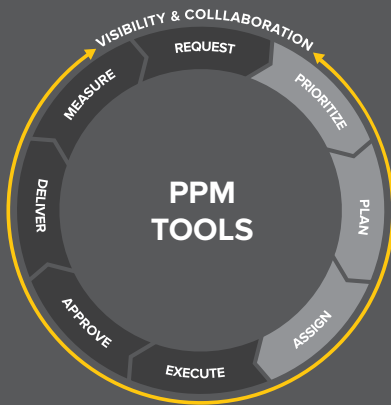 VISIBILITY & COLLLABORATION
REQUEST
PRIORITIZE
PLAN
ASSIGN
EXECUTE
APPROVE
DELIVER
MEASURE
PPM
TOOLS